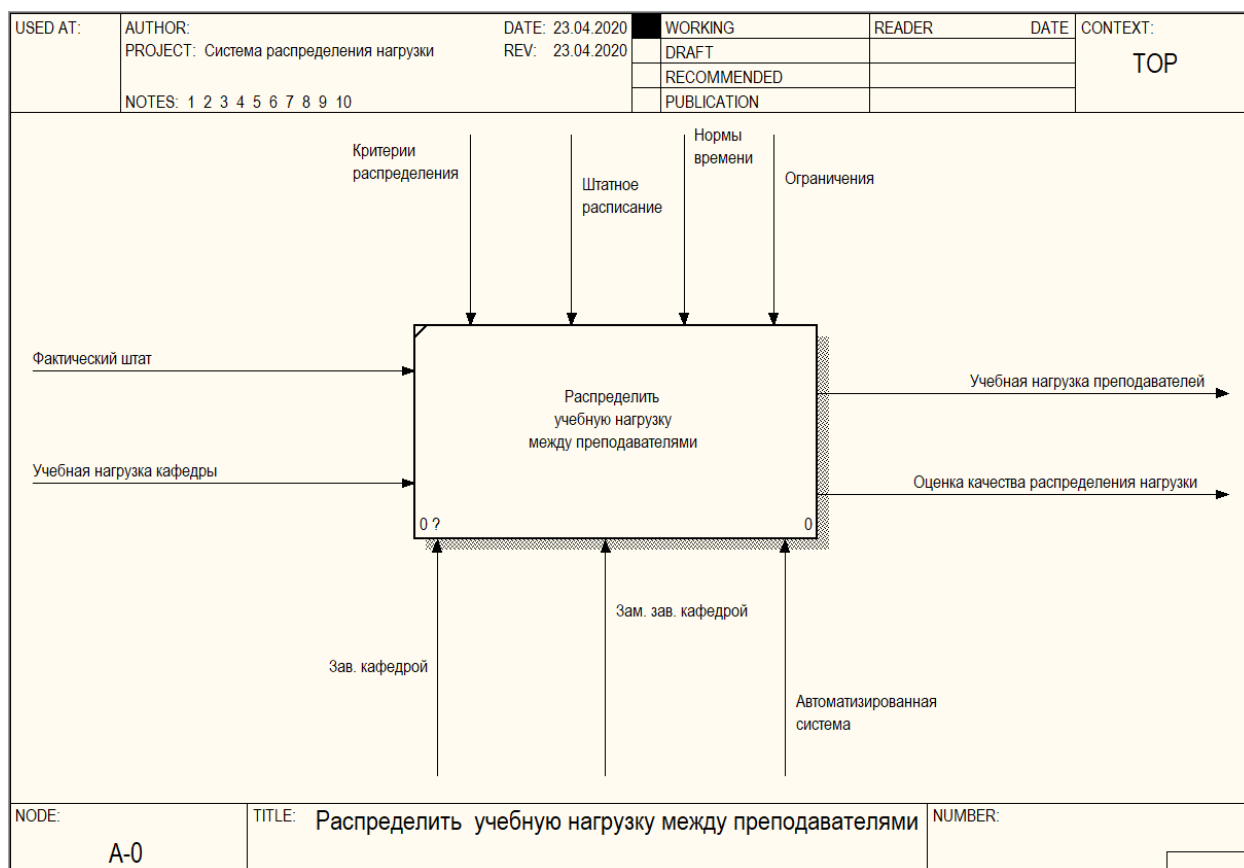 USED AT:
AUTHOR:
DATE: 23.04.2020
PROJECT: Система распределения нагрузки
REV: 23.04.2020
NOTES: 1 2 3 4 5 6 7 8 9 10
WORKING
DRAFT
RECOMMENDED
PUBLICATION
READER
DATE
CONTEXT:
TOP
Критерии
распределения
Штатное
расписание
Нормы
времени
Ограничения
Фактический штат
Учебная нагрузка кафедры
Распределить
учебную нагрузку
между преподавателями
0 ?
0
Учебная нагрузка преподавателей
Оценка качества распределения нагрузки
Зав. кафедрой
Зам. зав. кафедрой
Автоматизированная
система
NODE:
A-0
TITLE: Распределить учебную нагрузку между преподавателями
NUMBER: